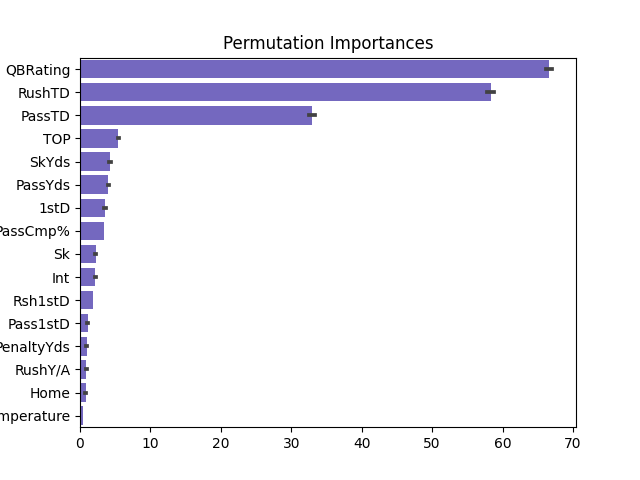 Permutation Importances
QBRating
RushTD
PassTD
TOP
SkYds
PassYds
1stD
PassCmp%
Sk
Int
Rsh1stD
Pass1stD
PenaltyYds
RushY/A
Home
mperature
0 10 20 30 40 50 60 70